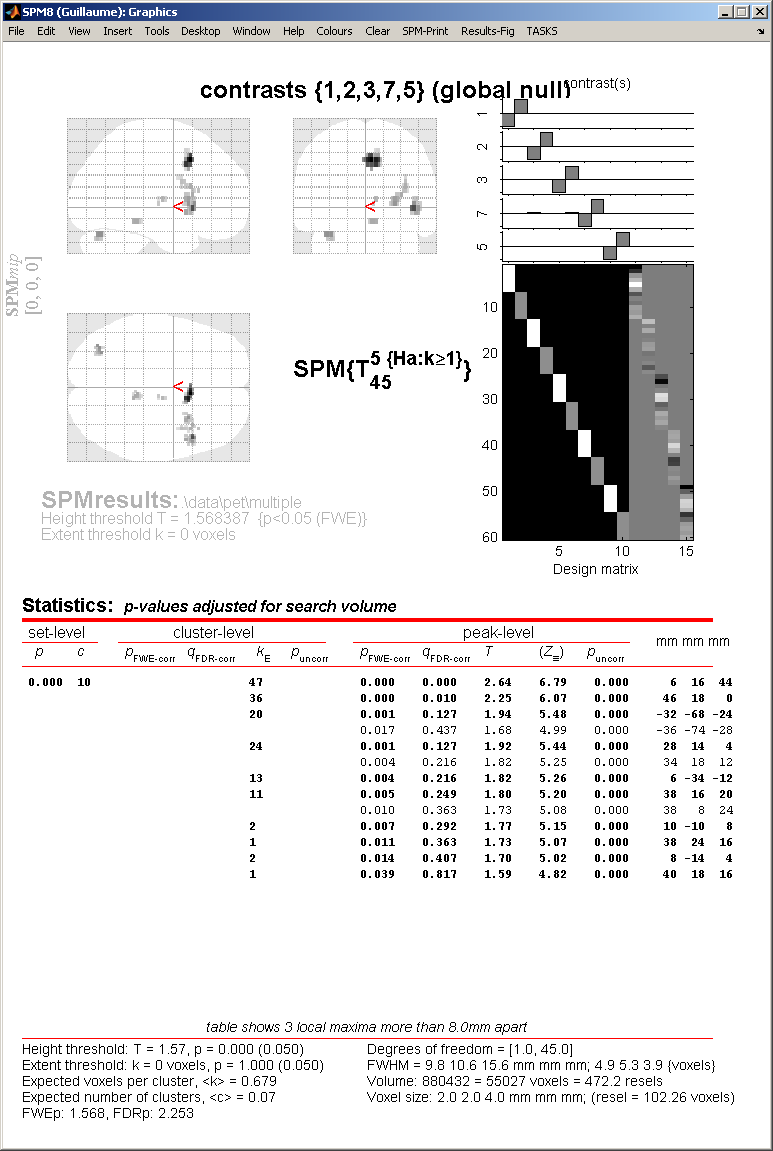 SPM8 (Guillaume): Graphics
File Edit View Insert Tools Desktop Window Help Colours Clear SPM-Print Results-Fig TASKS
contrasts {1,2,3,7,5} (global null)
contrast(s)
1
2
3
7
5
<
<
<
SPMmip
[0, 0, 0]
SPM{T45 5 {Ha:k≥1}}
10
20
30
40
50
60
5 10 15
Design matrix
SPMresults: .\data\pet\multiple
Height threshold T = 1.568387 {p<0.05 (FWE)}
Extent threshold k = 0 voxels
Statistics: p-values adjusted for search volume
set-level cluster-level peak-level mm mm mm
p c pFWE-corr qFDR-corr kE puncorr pFWE-corr qFDR-corr T (Z≡) puncorr
0.000 10 47 0.000 0.000 2.64 6.79 0.000 6 16 44
36 0.000 0.010 2.25 6.07 0.000 46 18 0
20 0.001 0.127 1.94 5.48 0.000 -32 -68 -24
0.017 0.437 1.68 4.99 0.000 -36 -74 -28
24 0.001 0.127 1.92 5.44 0.000 28 14 4
0.004 0.216 1.82 5.25 0.000 34 18 12
13 0.004 0.216 1.82 5.26 0.000 6 -34 -12
11 0.005 0.249 1.80 5.20 0.000 38 16 20
0.010 0.363 1.73 5.08 0.000 38 8 24
2 0.007 0.292 1.77 5.15 0.000 10 -10 8
1 0.011 0.363 1.73 5.07 0.000 38 24 16
2 0.014 0.407 1.70 5.02 0.000 8 -14 4
1 0.039 0.817 1.59 4.82 0.000 40 18 16
table shows 3 local maxima more than 8.0mm apart
Height threshold: T = 1.57, p = 0.000 (0.050)
Extent threshold: k = 0 voxels, p = 1.000 (0.050)
Expected voxels per cluster, <k> = 0.679
Expected number of clusters, <c> = 0.07
FWEp: 1.568, FDRp: 2.253
Degrees of freedom = [1.0, 45.0]
FWHM = 9.8 10.6 15.6 mm mm mm; 4.9 5.3 3.9 {voxels}
Volume: 880432 = 55027 voxels = 472.2 resels
Voxel size: 2.0 2.0 4.0 mm mm mm; (resel = 102.26 voxels)